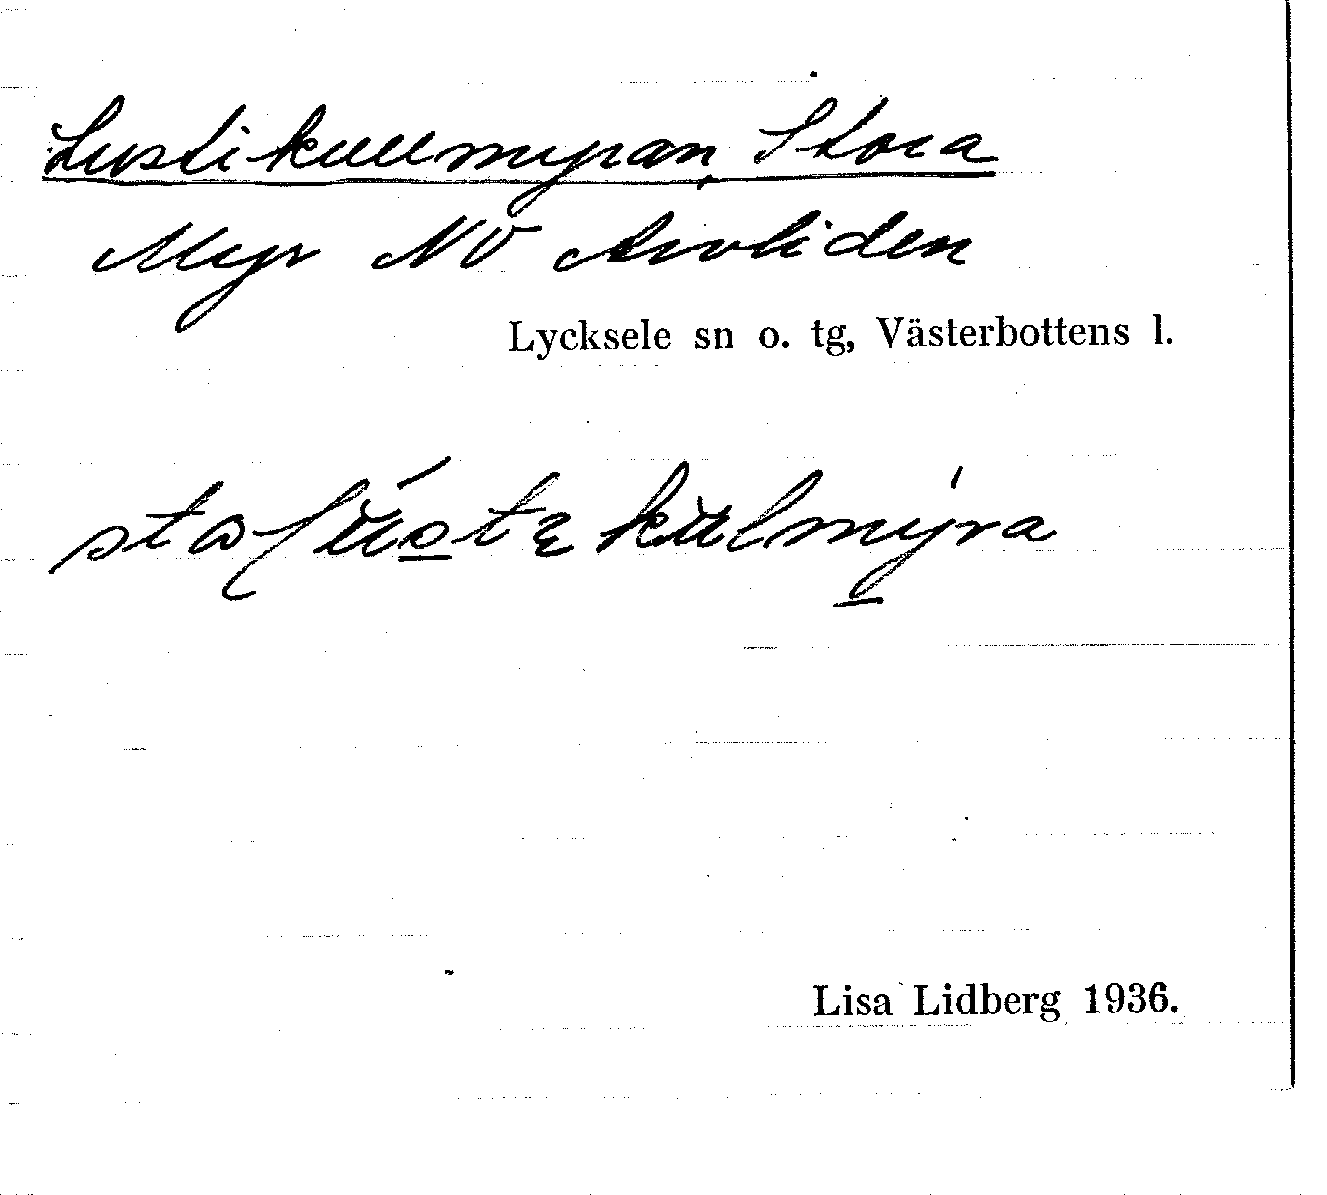 Lustikullmyran, Stora
Myr NV Arvliden
Lycksele sn o. tg, Västerbottens l.
Lisa Lidberg 1936.